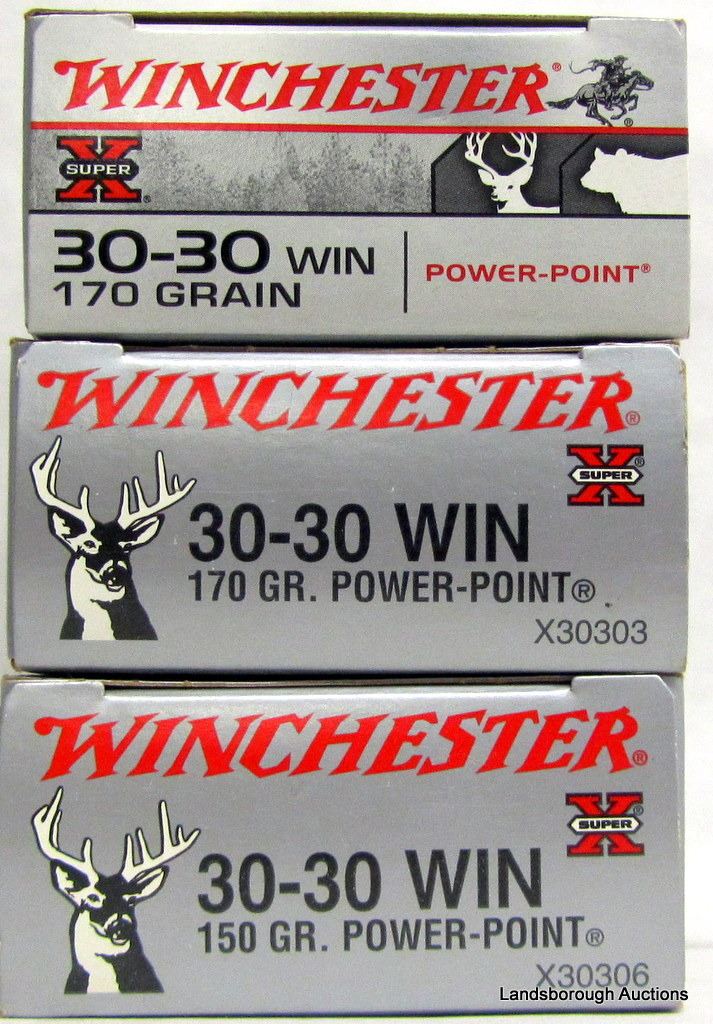 WINCHESTER®
®
X
SUPER
®
30-30 WIN
170 GRAIN
POWER-POINT®
WINCHESTER®
X®
SUPER
30-30 WIN
170 GR. POWER-POINT®
X30303
WINCHESTER®
X®
SUPER
30-30 WIN
150 GR. POWER-POINT®
X30306
Landsborough Auctions